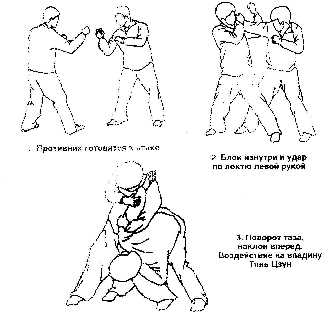 1. Противник готовится к атаке
2. Блок изнутри и удар
по локтю левой рукой
3. Поворот таза,
наклон вперед.
Воздействие на впадину
Тянь Цзун